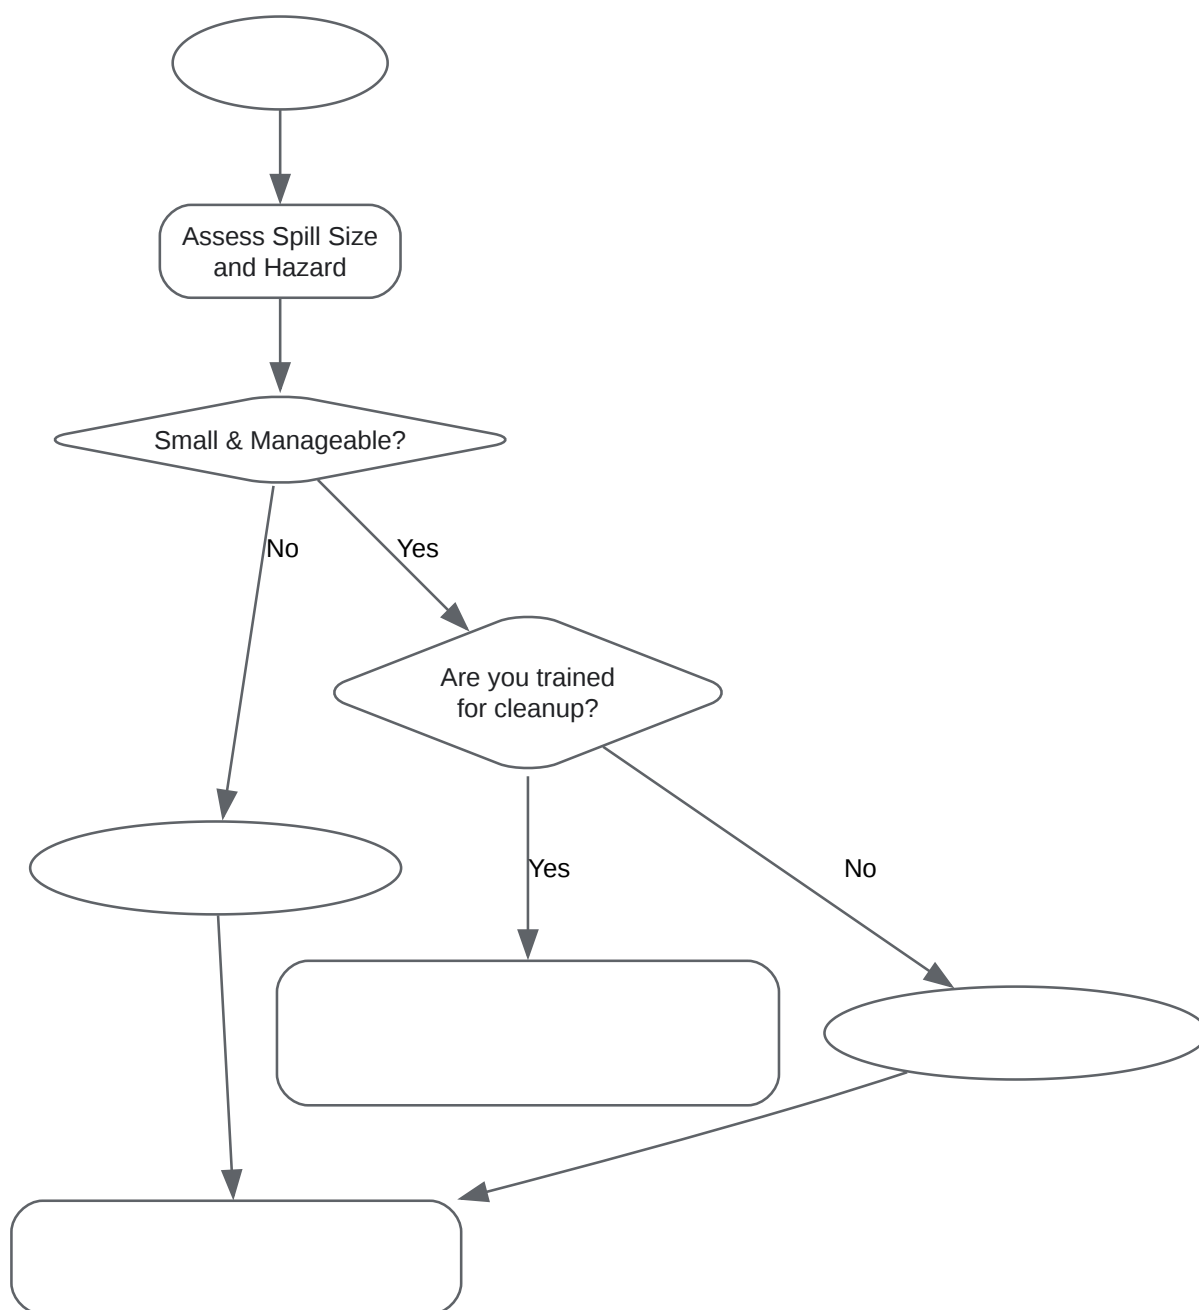 Assess Spill Size
and Hazard
Small & Manageable?
No
Yes
Are you trained
for cleanup?
Yes
No